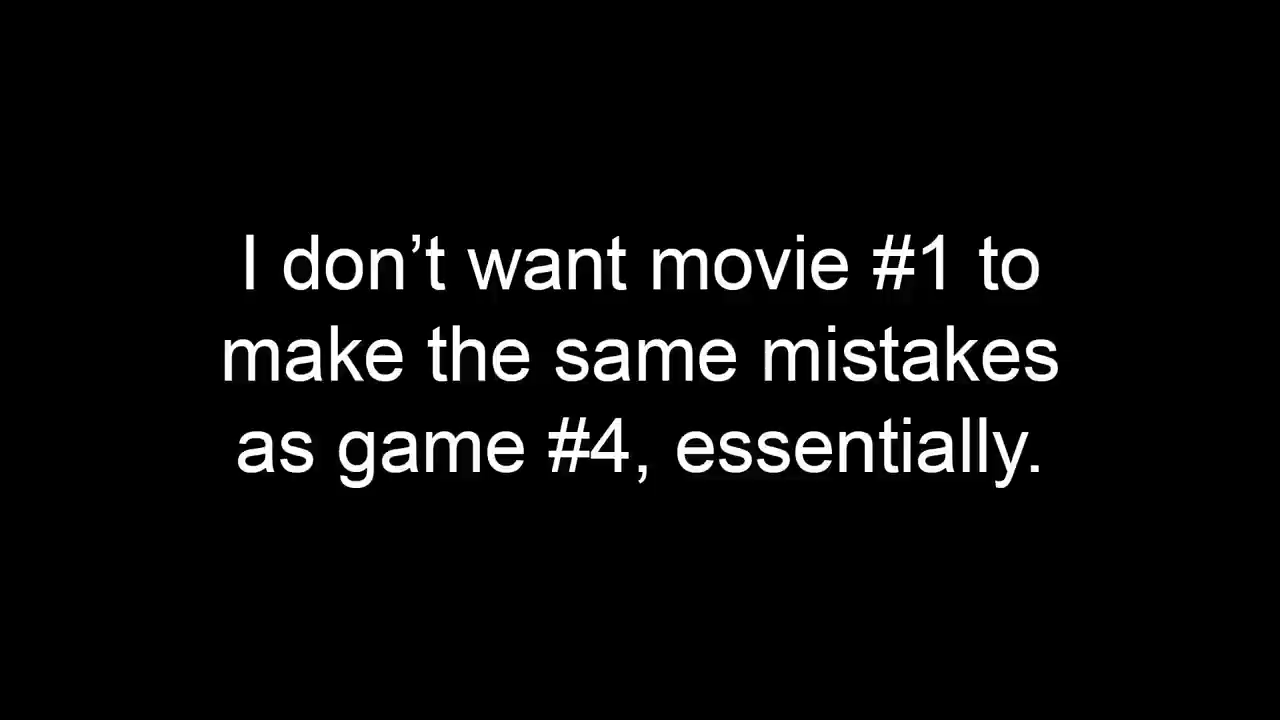 I don’t want movie #1 to
make the same mistakes
as game #4, essentially.